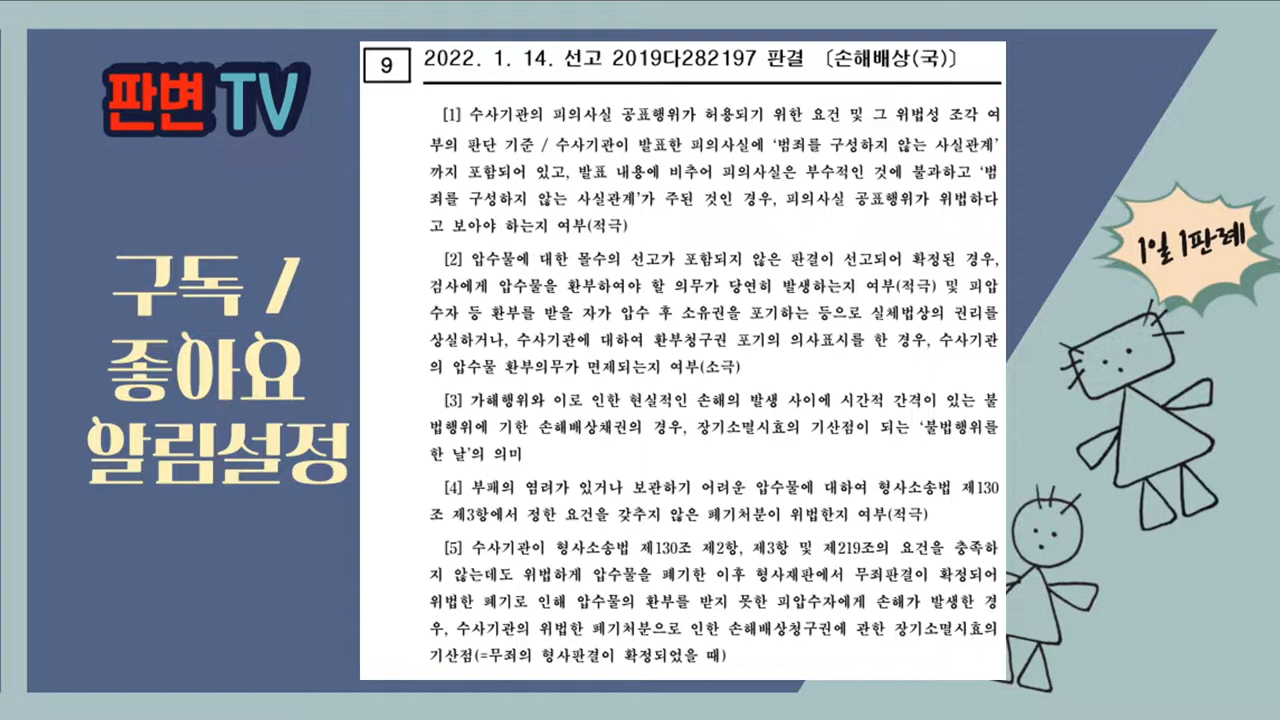 판변 TV
구독 /
좋아요
알림설정
9
2022. 1. 14. 선고 2019다282197 판결 〔손해배상(국)〕
[1] 수사기관의 피의사실 공표행위가 허용되기 위한 요건 및 그 위법성 조각 여
부의 판단 기준 / 수사기관이 발표한 피의사실에 ‘범죄를 구성하지 않는 사실관계’
까지 포함되어 있고, 발표 내용에 비추어 피의사실은 부수적인 것에 불과하고 ‘범
죄를 구성하지 않는 사실관계’가 주된 것인 경우, 피의사실 공표행위가 위법하다
고 보아야 하는지 여부(적극)
[2] 압수물에 대한 몰수의 선고가 포함되지 않은 판결이 선고되어 확정된 경우,
검사에게 압수물을 환부하여야 할 의무가 당연히 발생하는지 여부(적극) 및 피압
수자 등 환부를 받을 자가 압수 후 소유권을 포기하는 등으로 실체법상의 권리를
상실하거나, 수사기관에 대하여 환부청구권 포기의 의사표시를 한 경우, 수사기관
의 압수물 환부의무가 면제되는지 여부(소극)
[3] 가해행위와 이로 인한 현실적인 손해의 발생 사이에 시간적 간격이 있는 불
법행위에 기한 손해배상채권의 경우, 장기소멸시효의 기산점이 되는 ‘불법행위를
한 날’의 의미
[4] 부패의 염려가 있거나 보관하기 어려운 압수물에 대하여 형사소송법 제130
조 제3항에서 정한 요건을 갖추지 않은 폐기처분이 위법한지 여부(적극)
[5] 수사기관이 형사소송법 제130조 제2항, 제3항 및 제219조의 요건을 충족하
지 않는데도 위법하게 압수물을 폐기한 이후 형사재판에서 무죄판결이 확정되어
위법한 폐기로 인해 압수물의 환부를 받지 못한 피압수자에게 손해가 발생한 경
우, 수사기관의 위법한 폐기처분으로 인한 손해배상청구권에 관한 장기소멸시효의
기산점(=무죄의 형사판결이 확정되었을 때)
1일 1판례